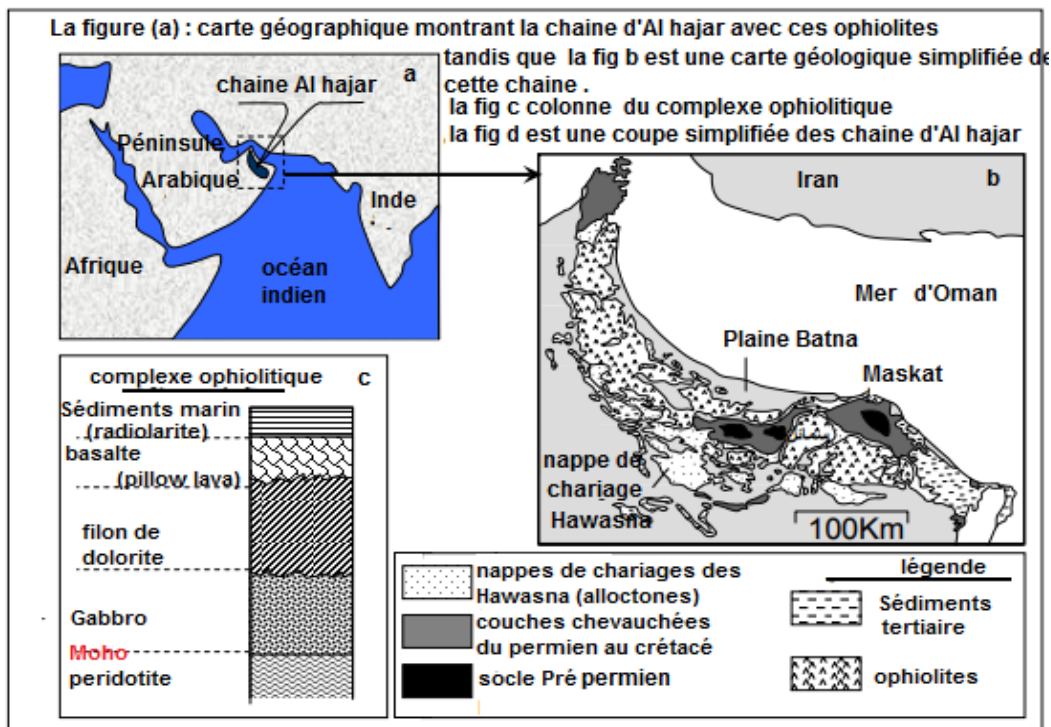 La figure (a) : carte géographique montrant la chaine d'Al hajar avec ces ophiolites
tandis que la fig b est une carte géologique simplifiée de
cette chaine .
la fig c colonne du complexe ophiolitique
la fig d est une coupe simplifiée des chaine d'Al hajar
a
chaine Al hajar
Péninsule
Arabique
Inde
Afrique
océan
indien
Iran
b
Mer d'Oman
Plaine Batna
Maskat
nappe de
chariage
Hawasna
100Km
complexe ophiolitique
c
Sédiments marin
(radiolarite)
basalte
(pillow lava)
filon de
dolorite
Gabbro
Moho
peridotite
légende
nappes de chariages des
Hawasna (alloctones)
couches chevauchées
du permien au crétacé
socle Pré permien
Sédiments
tertiaire
ophiolites